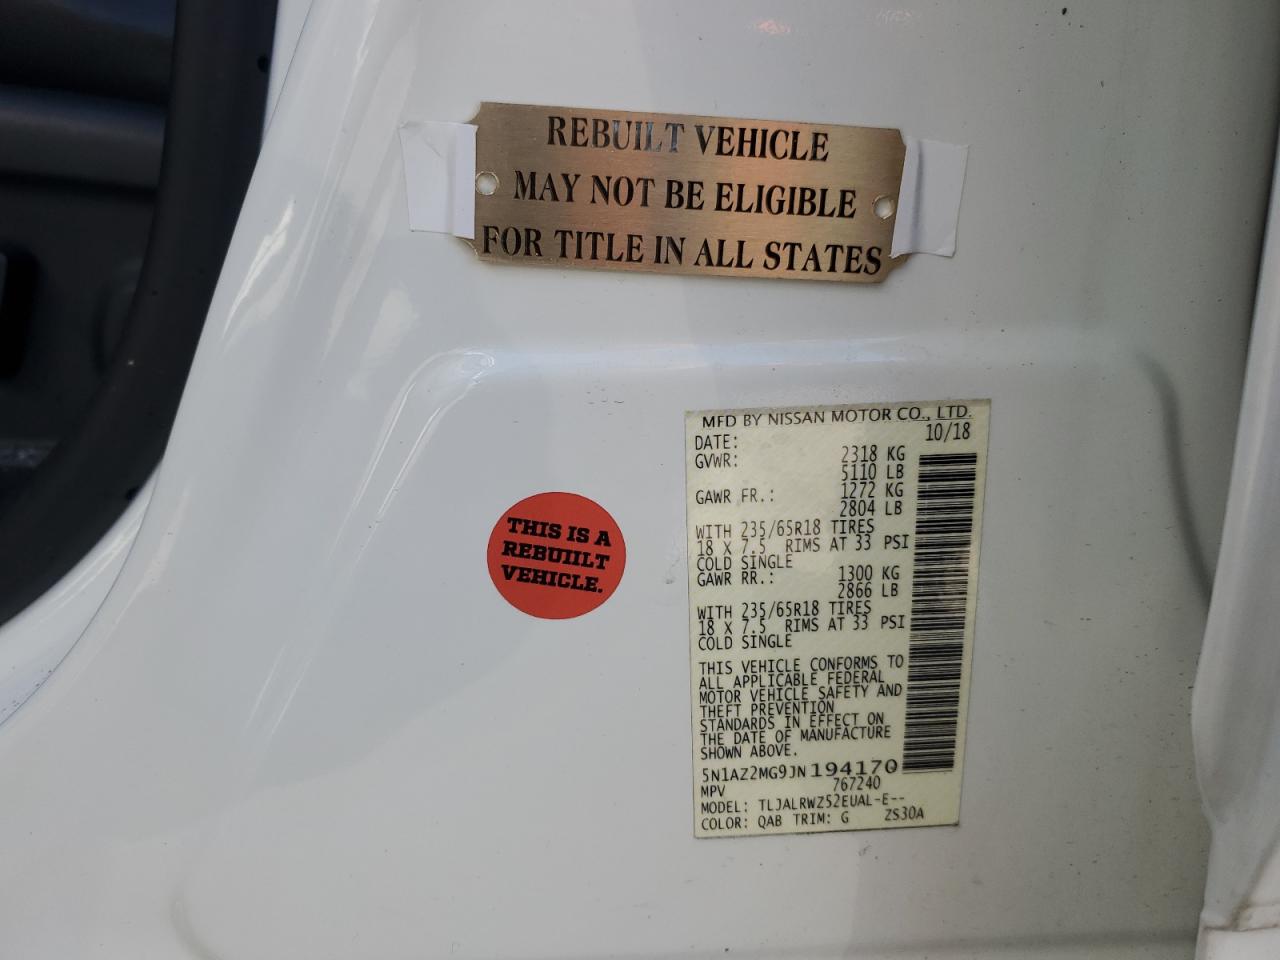 REBUILT VEHICLE
MAY NOT BE ELIGIBLE
FOR TITLE IN ALL STATES
THIS IS A
REBUIILT
VEHICLE.
MFD BY NISSAN MOTOR CO., LTD.
DATE: 10/18
GVWR: 2318 KG
5110 LB
GAWR FR.: 1272 KG
2804 LB
WITH 235/65R18 TIRES
18 X 7.5 RIMS AT 33 PSI
COLD SINGLE
GAWR RR.: 1300 KG
2866 LB
WITH 235/65R18 TIRES
18 X 7.5 RIMS AT 33 PSI
COLD SINGLE
THIS VEHICLE CONFORMS TO
ALL APPLICABLE FEDERAL
MOTOR VEHICLE SAFETY AND
THEFT PREVENTION
STANDARDS IN EFFECT ON
THE DATE OF MANUFACTURE
SHOWN ABOVE.
5N1AZ2MG9JN194170
MPV 767240
MODEL: TLJALRWZ52EUAL-E--
COLOR: QAB TRIM: G ZS30A